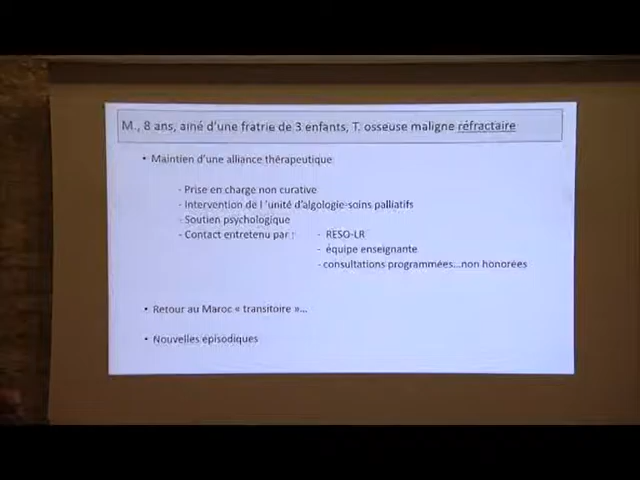 M., 8 ans, ainé d'une fratrie de 3 enfants, T. osseuse maligne réfractaire
• Maintien d'une alliance thérapeutique
- Prise en charge non curative
- Intervention de l'unité d'algologie-soins palliatifs
- Soutien psychologique
- Contact entretenu par : - RESO-LR
- équipe enseignante
- consultations programmées...non honorées
• Retour au Maroc « transitoire »...
• Nouvelles épisodiques